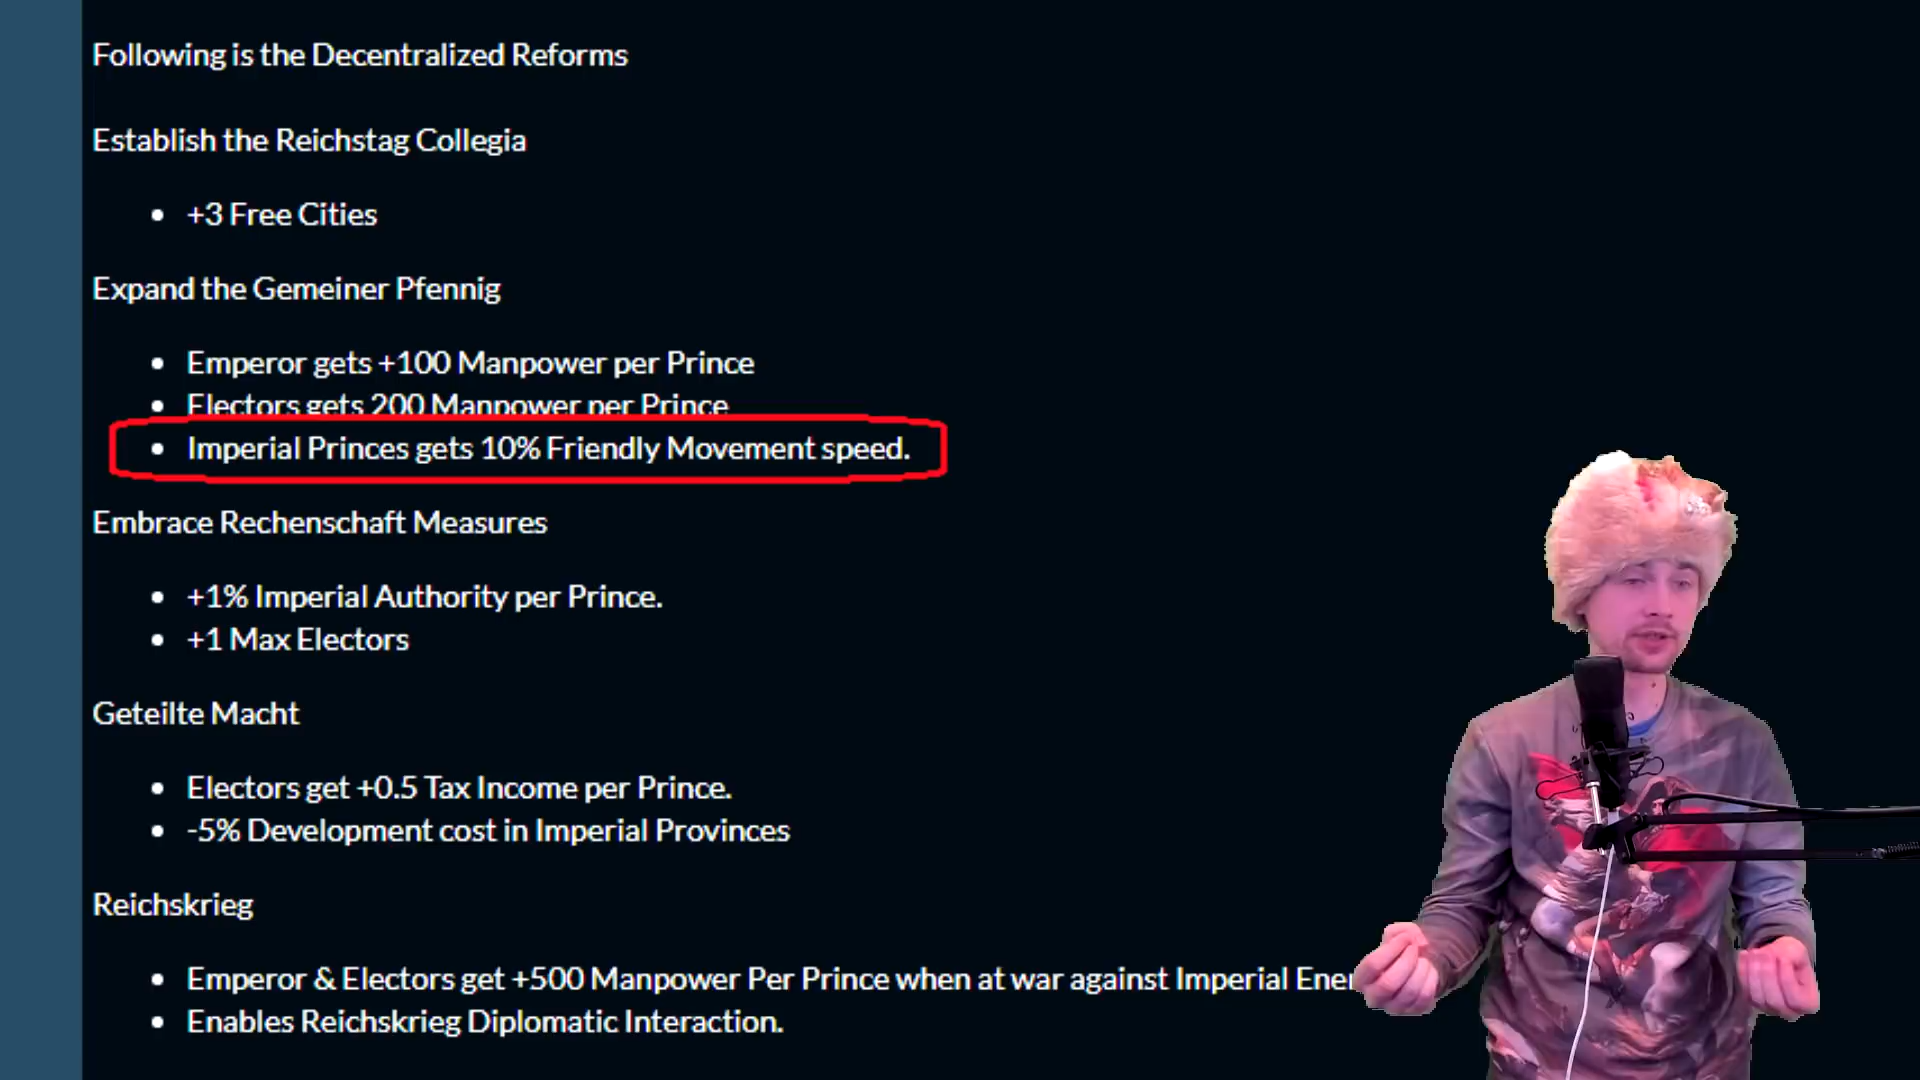 Following is the Decentralized Reforms
Establish the Reichstag Collegia
• +3 Free Cities
Expand the Gemeiner Pfennig
• Emperor gets +100 Manpower per Prince
• Electors gets 200 Manpower per Prince
• Imperial Princes gets 10% Friendly Movement speed.
Embrace Rechenschaft Measures
• +1% Imperial Authority per Prince.
• +1 Max Electors
Geteilte Macht
• Electors get +0.5 Tax Income per Prince.
• -5% Development cost in Imperial Provinces
Reichskrieg
• Emperor & Electors get +500 Manpower Per Prince when at war against Imperial
• Enables Reichskrieg Diplomatic Interaction.